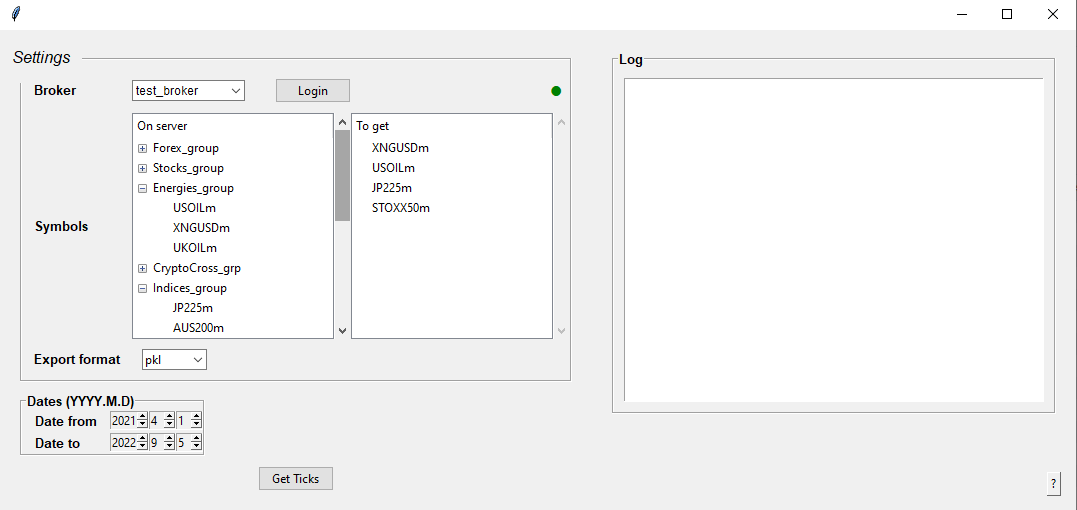 Settings
Broker
test_broker
Login
Symbols
On server
Forex_group
Stocks_group
Energies_group
USOILm
XNGUSDm
UKOILm
CryptoCross_grp
Indices_group
JP225m
AUS200m
To get
XNGUSDm
USOILm
JP225m
STOXX50m
Export format
pkl
Dates (YYYY.M.D)
Date from 2021 4 1
Date to 2022 9 5
Get Ticks
Log
?